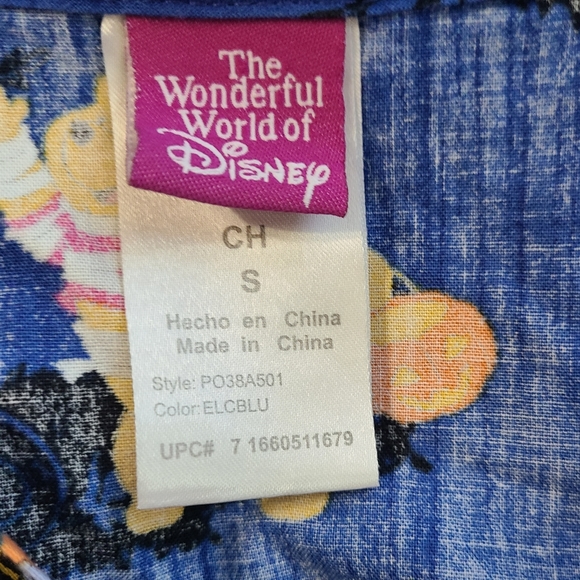 The
Wonderful
World of
Disney
CH
S
Hecho en China
Made in China
Style: PO38A501
Color:ELCBLU
UPC# 7 1660511679